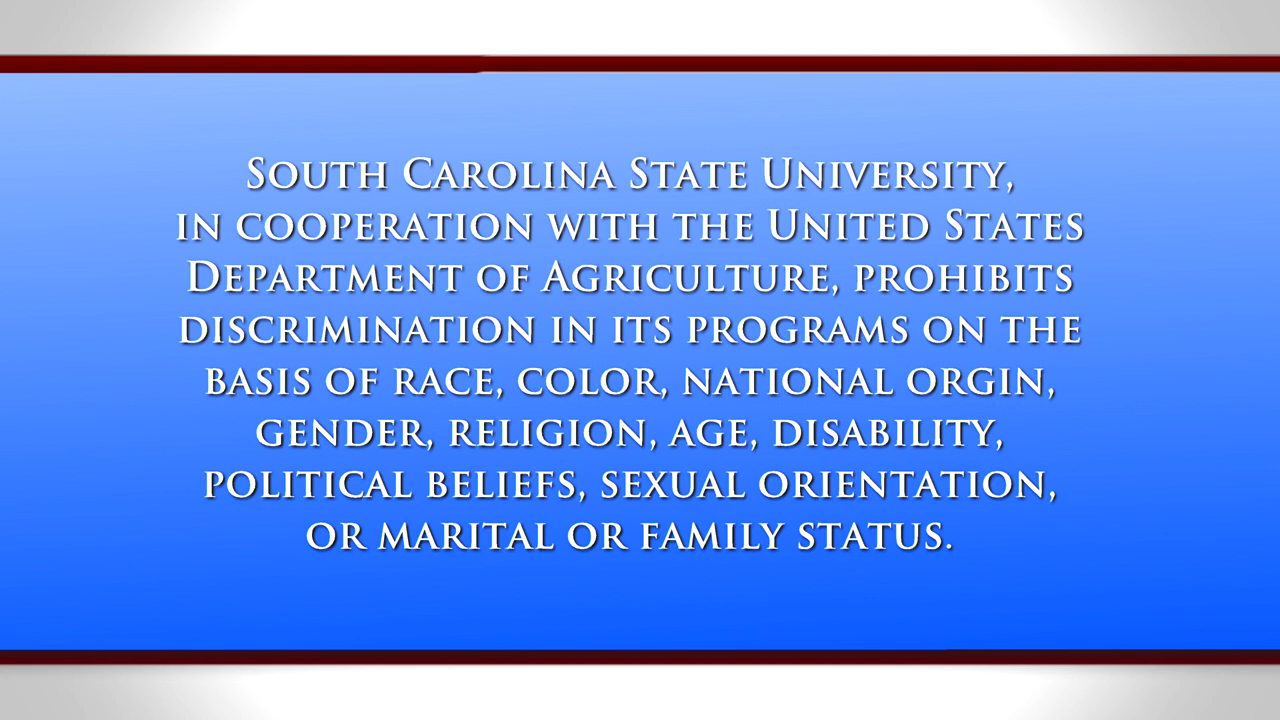 South Carolina State University,
in cooperation with the United States
Department of Agriculture, prohibits
discrimination in its programs on the
basis of race, color, national orgin,
gender, religion, age, disability,
political beliefs, sexual orientation,
or marital or family status.